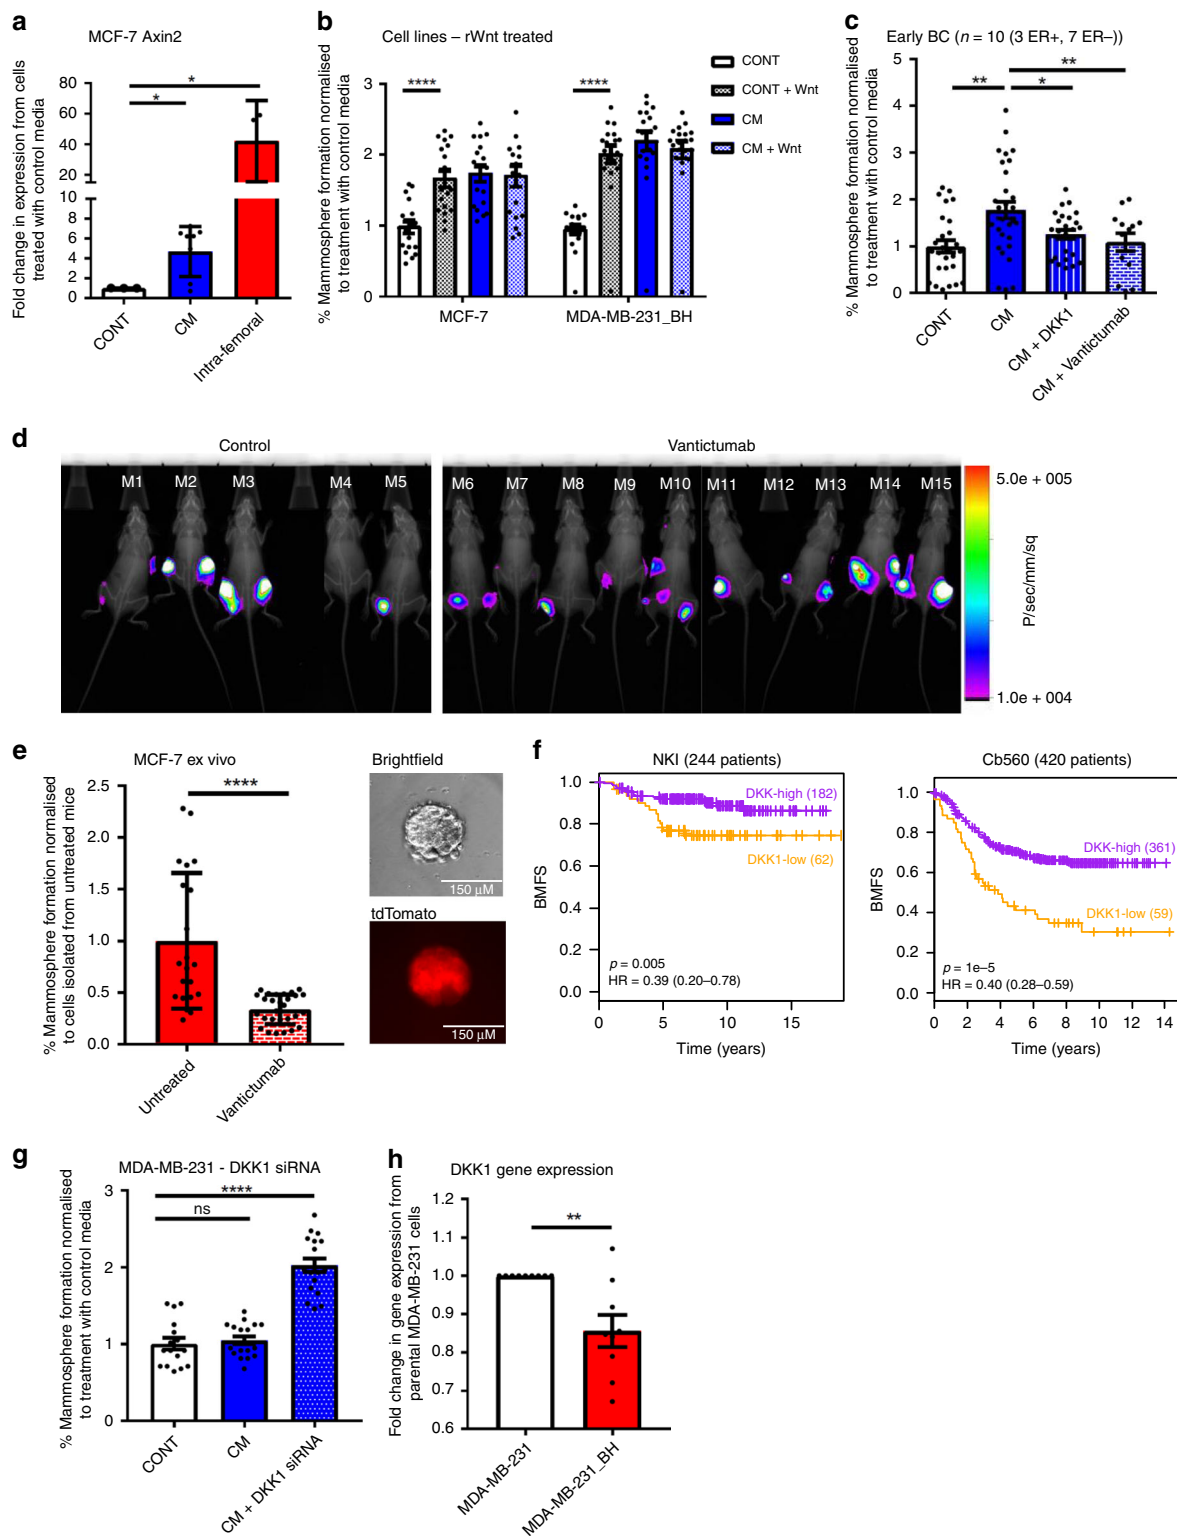 a
MCF-7 Axin2
Fold change in expression from cells
treated with control media
80
60
40
20
10
8
6
4
2
0
*
*
CONT
CM
Intra-femoral
b
Cell lines – rWnt treated
% Mammosphere formation normalised
to treatment with control media
3
2
1
0
****
****
MCF-7
MDA-MB-231_BH
CONT
CONT + Wnt
CM
CM + Wnt
c
Early BC (n = 10 (3 ER+, 7 ER–))
% Mammosphere formation normalised
to treatment with control media
5
4
3
2
1
0
**
**
*
CONT
CM
CM + DKK1
CM + Vantictumab
d
Control
Vantictumab
M1 M2 M3 M4 M5
M6 M7 M8 M9 M10 M11 M12 M13 M14 M15
5.0e + 005
P/sec/mm/sq
1.0e + 004
e
MCF-7 ex vivo
% Mammosphere formation normalised
to cells isolated from untreated mice
2.5
2.0
1.5
1.0
0.5
0.0
****
Untreated
Vantictumab
Brightfield
150 μM
tdTomato
150 μM
f
NKI (244 patients)
BMFS
1.0
0.8
0.6
0.4
0.2
0.0
DKK-high (182)
DKK1-low (62)
p = 0.005
HR = 0.39 (0.20–0.78)
0 5 10 15
Time (years)
Cb560 (420 patients)
BMFS
1.0
0.8
0.6
0.4
0.2
0.0
DKK-high (361)
DKK1-low (59)
p = 1e–5
HR = 0.40 (0.28–0.59)
0 2 4 6 8 10 12 14
Time (years)
g
MDA-MB-231 - DKK1 siRNA
% Mammosphere formation normalised
to treatment with control media
3
2
1
0
****
ns
CONT
CM
CM + DKK1 siRNA
h
DKK1 gene expression
Fold change in gene expression from
parental MDA-MB-231 cells
1.2
1.1
1.0
0.9
0.8
0.7
0.6
**
MDA-MB-231
MDA-MB-231_BH